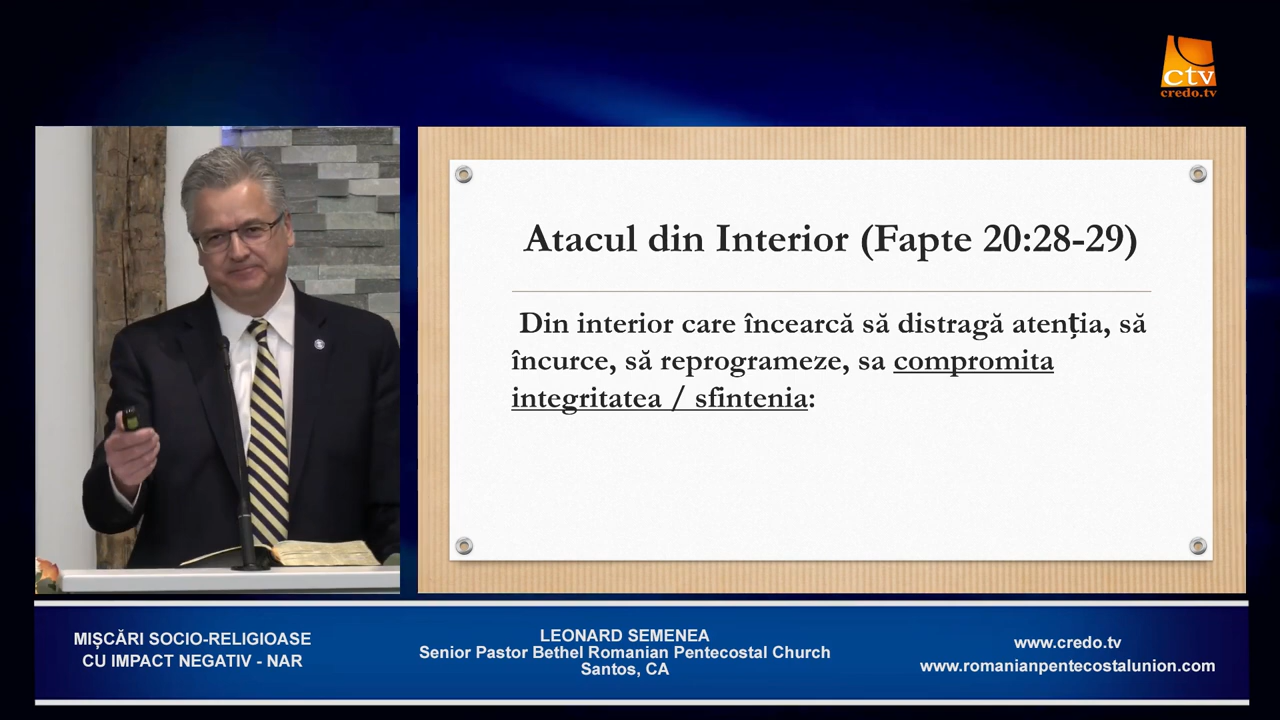 ctv
credo.tv
Atacul din Interior (Fapte 20:28-29)
Din interior care încearcă să distragă atenția, să
încurce, să reprogrameze, sa compromita
integritatea / sfintenia:
MIȘCĂRI SOCIO-RELIGIOASE
CU IMPACT NEGATIV - NAR
LEONARD SEMENEA
Senior Pastor Bethel Romanian Pentecostal Church
Santos, CA
www.credo.tv
www.romanianpentecostalunion.com